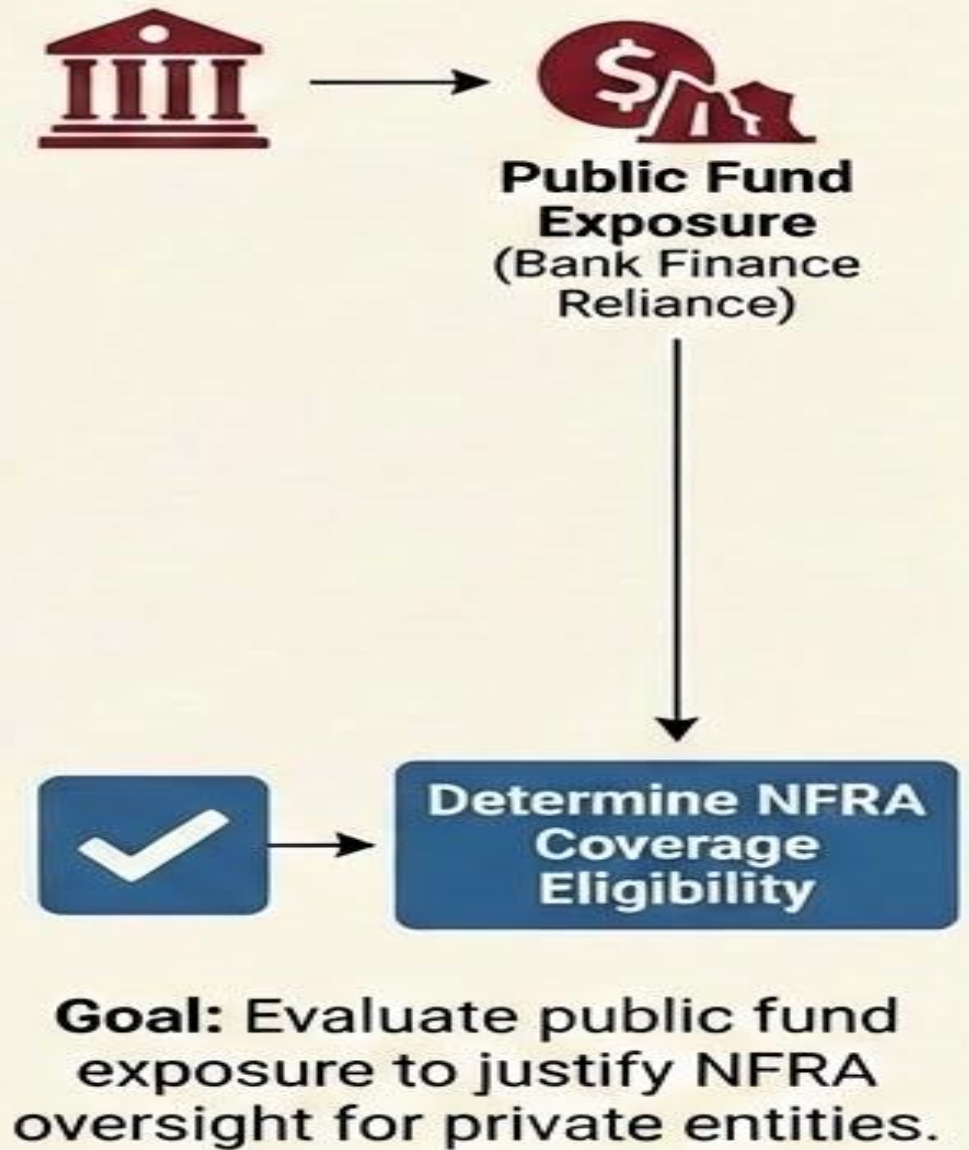 $
Public Fund
Exposure
(Bank Finance
Reliance)
Determine NFRA
Coverage
Eligibility
Goal: Evaluate public fund
exposure to justify NFRA
oversight for private entities.